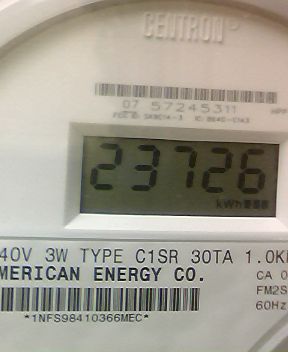 CENTRON
07 57245311
23726
kWh
40V 3W TYPE C1SR 30TA 1.0K
MERICAN ENERGY CO.
CA 0
FM2S
60Hz
*1NFS98410366MEC*